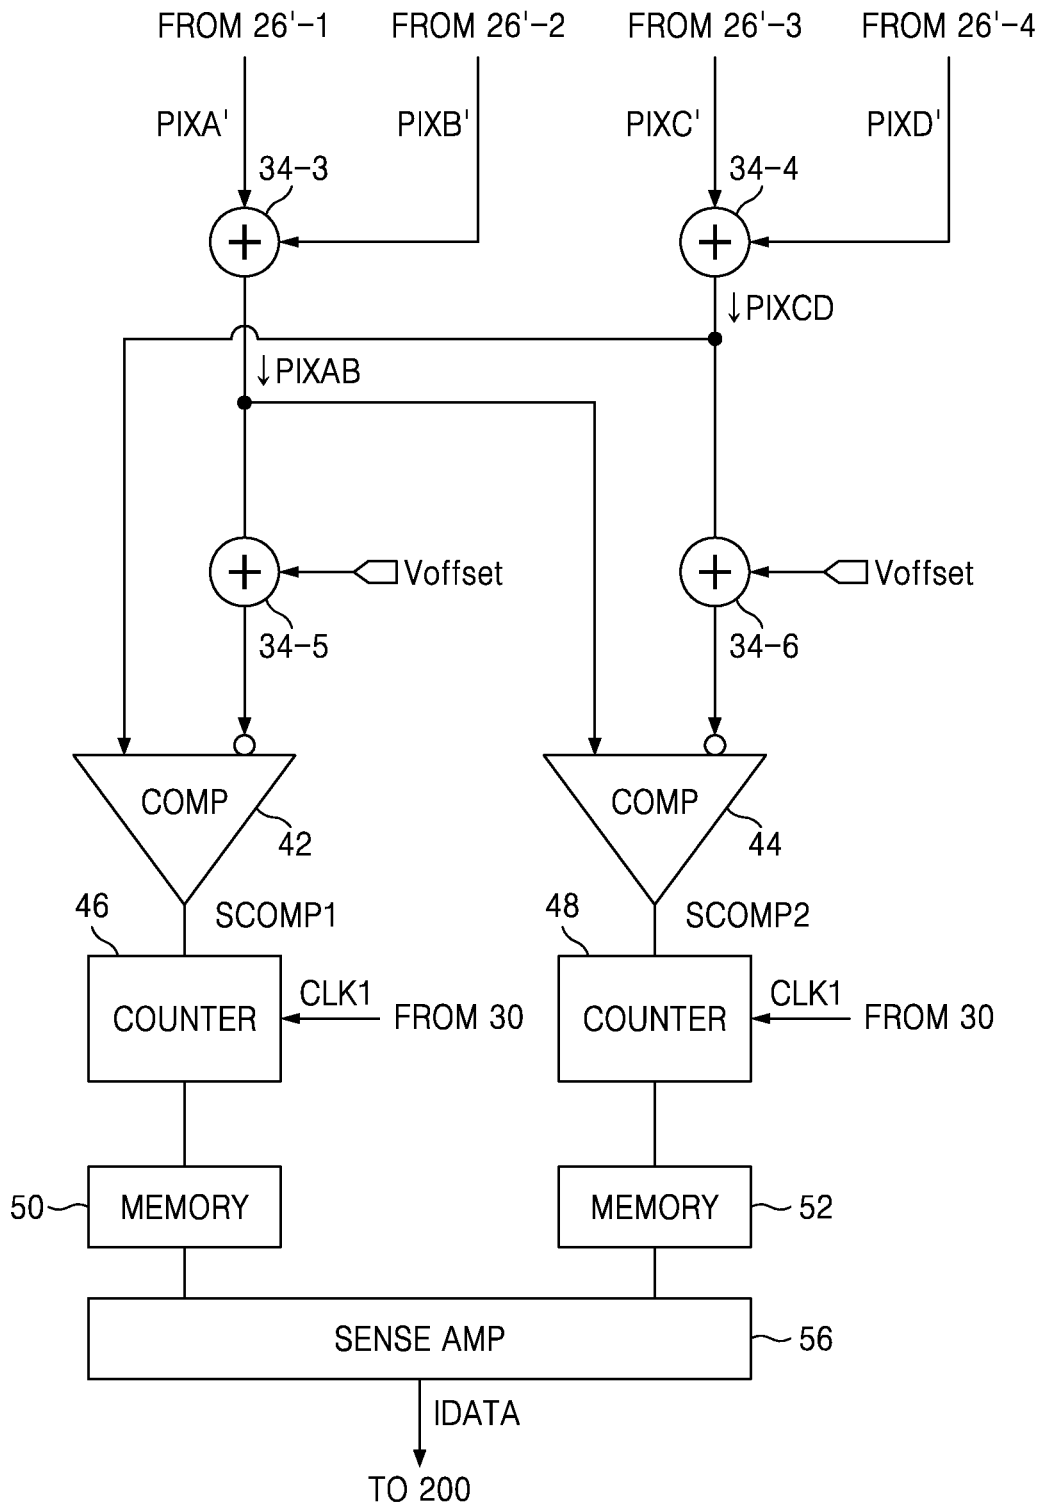 FROM 26'-1 FROM 26'-2 FROM 26'-3 FROM 26'-4
PIXA' PIXB' PIXC' PIXD'
34-3 34-4
+ +
↓PIXCD
↓PIXAB
+ Voffset + Voffset
34-5 34-6
COMP COMP
42 44
46 SCOMP1 48 SCOMP2
CLK1 CLK1
COUNTER FROM 30 COUNTER FROM 30
50 MEMORY MEMORY 52
SENSE AMP 56
IDATA
TO 200